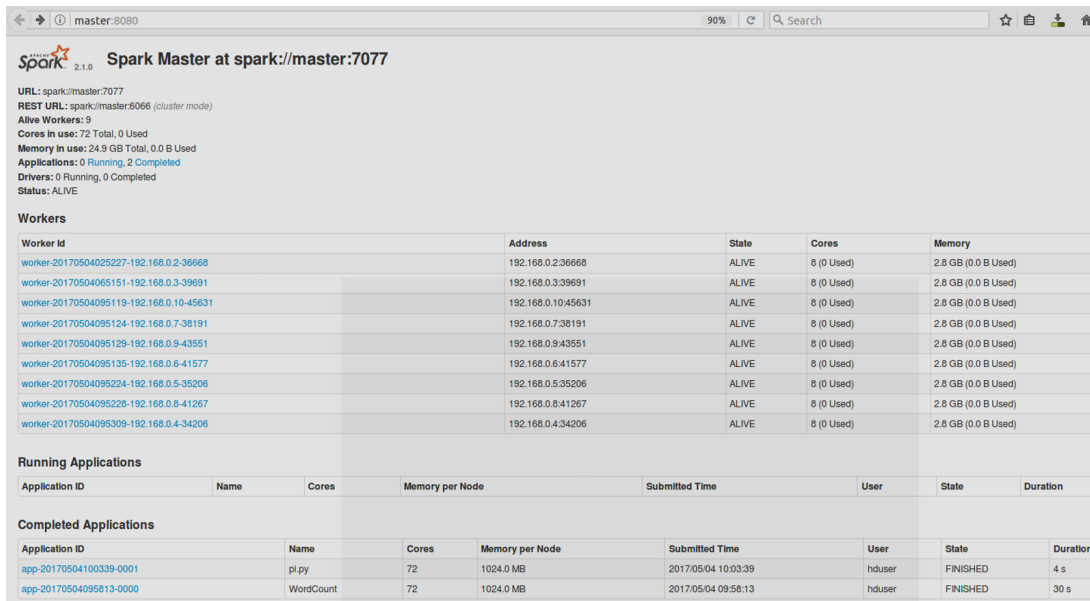 master:8080 90% Search
APACHE Spark 2.1.0 Spark Master at spark://master:7077
URL: spark://master:7077
REST URL: spark://master:6066 (cluster mode)
Alive Workers: 9
Cores in use: 72 Total, 0 Used
Memory in use: 24.9 GB Total, 0.0 B Used
Applications: 0 Running, 2 Completed
Drivers: 0 Running, 0 Completed
Status: ALIVE
Workers
Worker Id Address State Cores Memory
worker-20170504025227-192.168.0.2-36668 192.168.0.2:36668 ALIVE 8 (0 Used) 2.8 GB (0.0 B Used)
worker-20170504065151-192.168.0.3-39691 192.168.0.3:39691 ALIVE 8 (0 Used) 2.8 GB (0.0 B Used)
worker-20170504095119-192.168.0.10-45631 192.168.0.10:45631 ALIVE 8 (0 Used) 2.8 GB (0.0 B Used)
worker-20170504095124-192.168.0.7-38191 192.168.0.7:38191 ALIVE 8 (0 Used) 2.8 GB (0.0 B Used)
worker-20170504095129-192.168.0.9-43551 192.168.0.9:43551 ALIVE 8 (0 Used) 2.8 GB (0.0 B Used)
worker-20170504095135-192.168.0.6-41577 192.168.0.6:41577 ALIVE 8 (0 Used) 2.8 GB (0.0 B Used)
worker-20170504095224-192.168.0.5-35206 192.168.0.5:35206 ALIVE 8 (0 Used) 2.8 GB (0.0 B Used)
worker-20170504095228-192.168.0.8-41267 192.168.0.8:41267 ALIVE 8 (0 Used) 2.8 GB (0.0 B Used)
worker-20170504095309-192.168.0.4-34206 192.168.0.4:34206 ALIVE 8 (0 Used) 2.8 GB (0.0 B Used)
Running Applications
Application ID Name Cores Memory per Node Submitted Time User State Duration
Completed Applications
Application ID Name Cores Memory per Node Submitted Time User State Duration
app-20170504100339-0001 pi.py 72 1024.0 MB 2017/05/04 10:03:39 hduser FINISHED 4 s
app-20170504095813-0000 WordCount 72 1024.0 MB 2017/05/04 09:58:13 hduser FINISHED 30 s